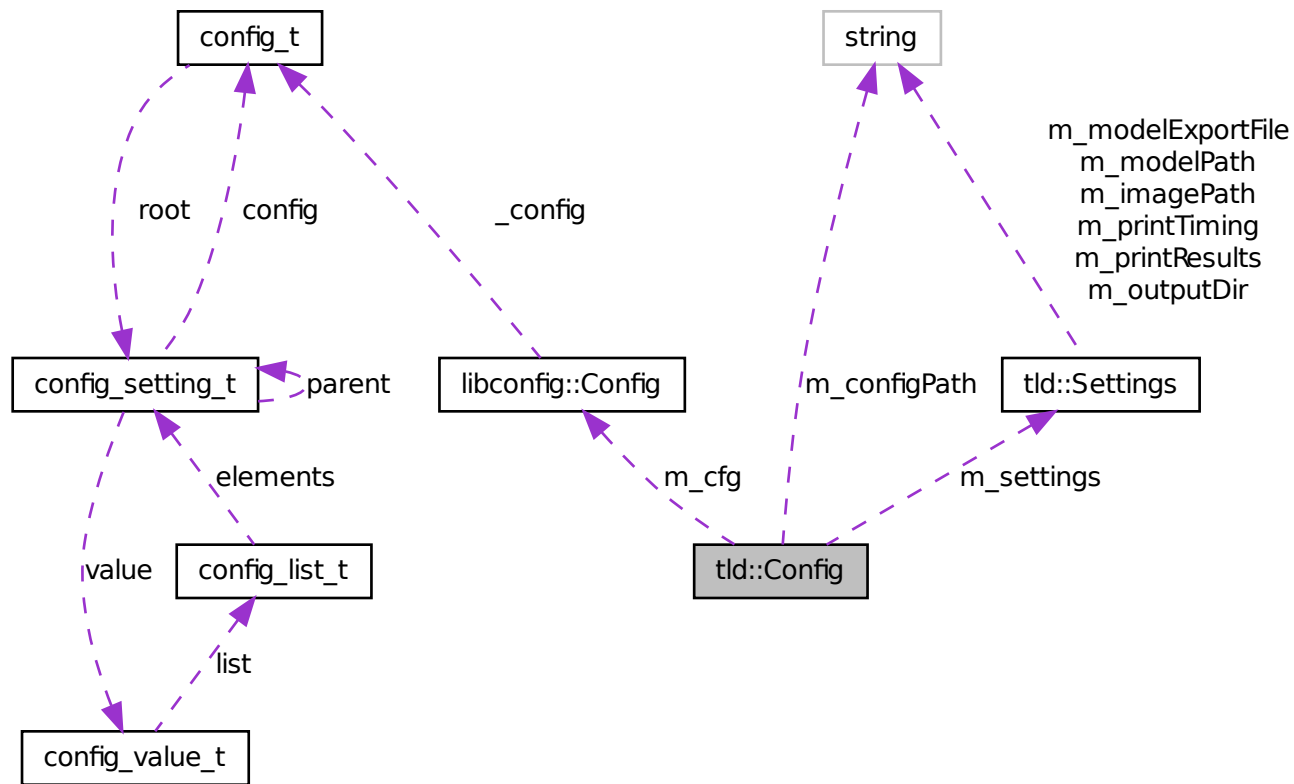 config_t
string
m_modelExportFile
m_modelPath
m_imagePath
m_printTiming
m_printResults
m_outputDir
root
config
_config
config_setting_t
parent
libconfig::Config
m_configPath
tld::Settings
elements
m_cfg
m_settings
value
config_list_t
tld::Config
list
config_value_t